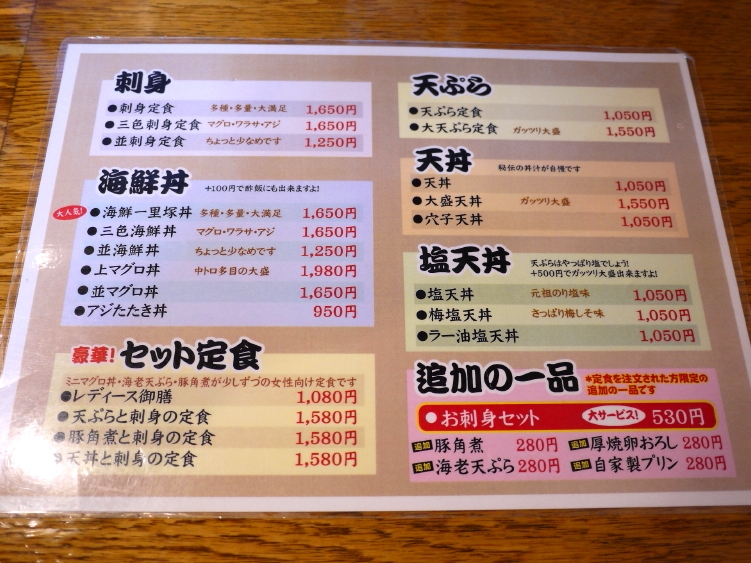 刺身
●刺身定食 多種・多量・大満足 1,650円
●三色刺身定食 マグロ・ワラサ・アジ 1,650円
●並刺身定食 ちょっと少なめです 1,250円
海鮮丼 +100円で酢飯にも出来ますよ!
大人気! ●海鮮一里塚丼 多種・多量・大満足 1,650円
●三色海鮮丼 マグロ・ワラサ・アジ 1,650円
●並海鮮丼 ちょっと少なめです 1,250円
●上マグロ丼 中トロ多目の大盛 1,980円
●並マグロ丼 1,650円
●アジたたき丼 950円
豪華! セット定食
ミニマグロ丼・海老天ぷら・豚角煮が少しづつの女性向け定食です
●レディース御膳 1,080円
●天ぷらと刺身の定食 1,580円
●豚角煮と刺身の定食 1,580円
●天丼と刺身の定食 1,580円
天ぷら
●天ぷら定食 1,050円
●大天ぷら定食 ガッツリ大盛 1,550円
天丼 秘伝の丼汁が自慢です
●天丼 1,050円
●大盛天丼 ガッツリ大盛 1,550円
●穴子天丼 1,050円
塩天丼 天ぷらはやっぱり塩でしょう!
+500円でガッツリ大盛出来ますよ!
●塩天丼 元祖のり塩味 1,050円
●梅塩天丼 さっぱり梅しそ味 1,050円
●ラー油塩天丼 1,050円
追加の一品 *定食を注文された方限定の
追加の一品です
●お刺身セット 大サービス! 530円
追加 豚角煮 280円 追加 厚焼卵おろし 280円
追加 海老天ぷら 280円 追加 自家製プリン 280円